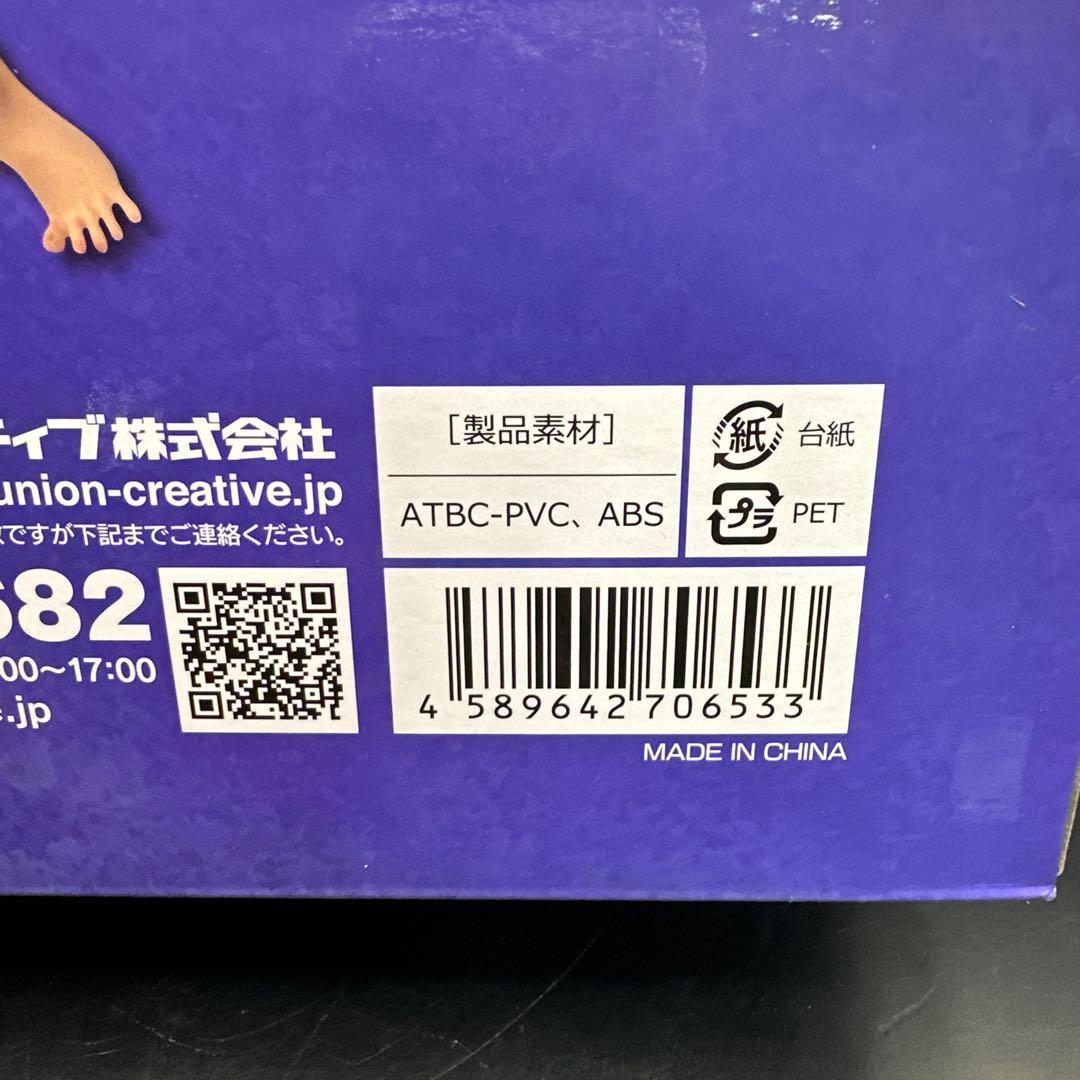 ティブ株式会社
union-creative.jp
ですが下記までご連絡ください。
682
00～17:00
.jp
[製品素材]
ATBC-PVC、ABS
紙 台紙
プラ PET
4 589642 706533
MADE IN CHINA